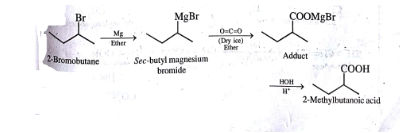 Br
MgBr
COOMgBr
Mg
Ether
O=C=O
(Dry ice)
Ether
2-Bromobutane
Sec-butyl magnesium
bromide
Adduct
HOH
H⁺
COOH
2-Methylbutanoic acid